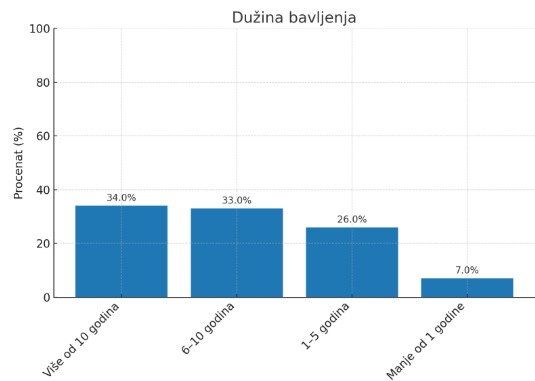 Dužina bavljenja
Procenat (%)
100
80
60
40
20
0
34.0%
33.0%
26.0%
7.0%
Više od 10 godina
6–10 godina
1–5 godina
Manje od 1 godine